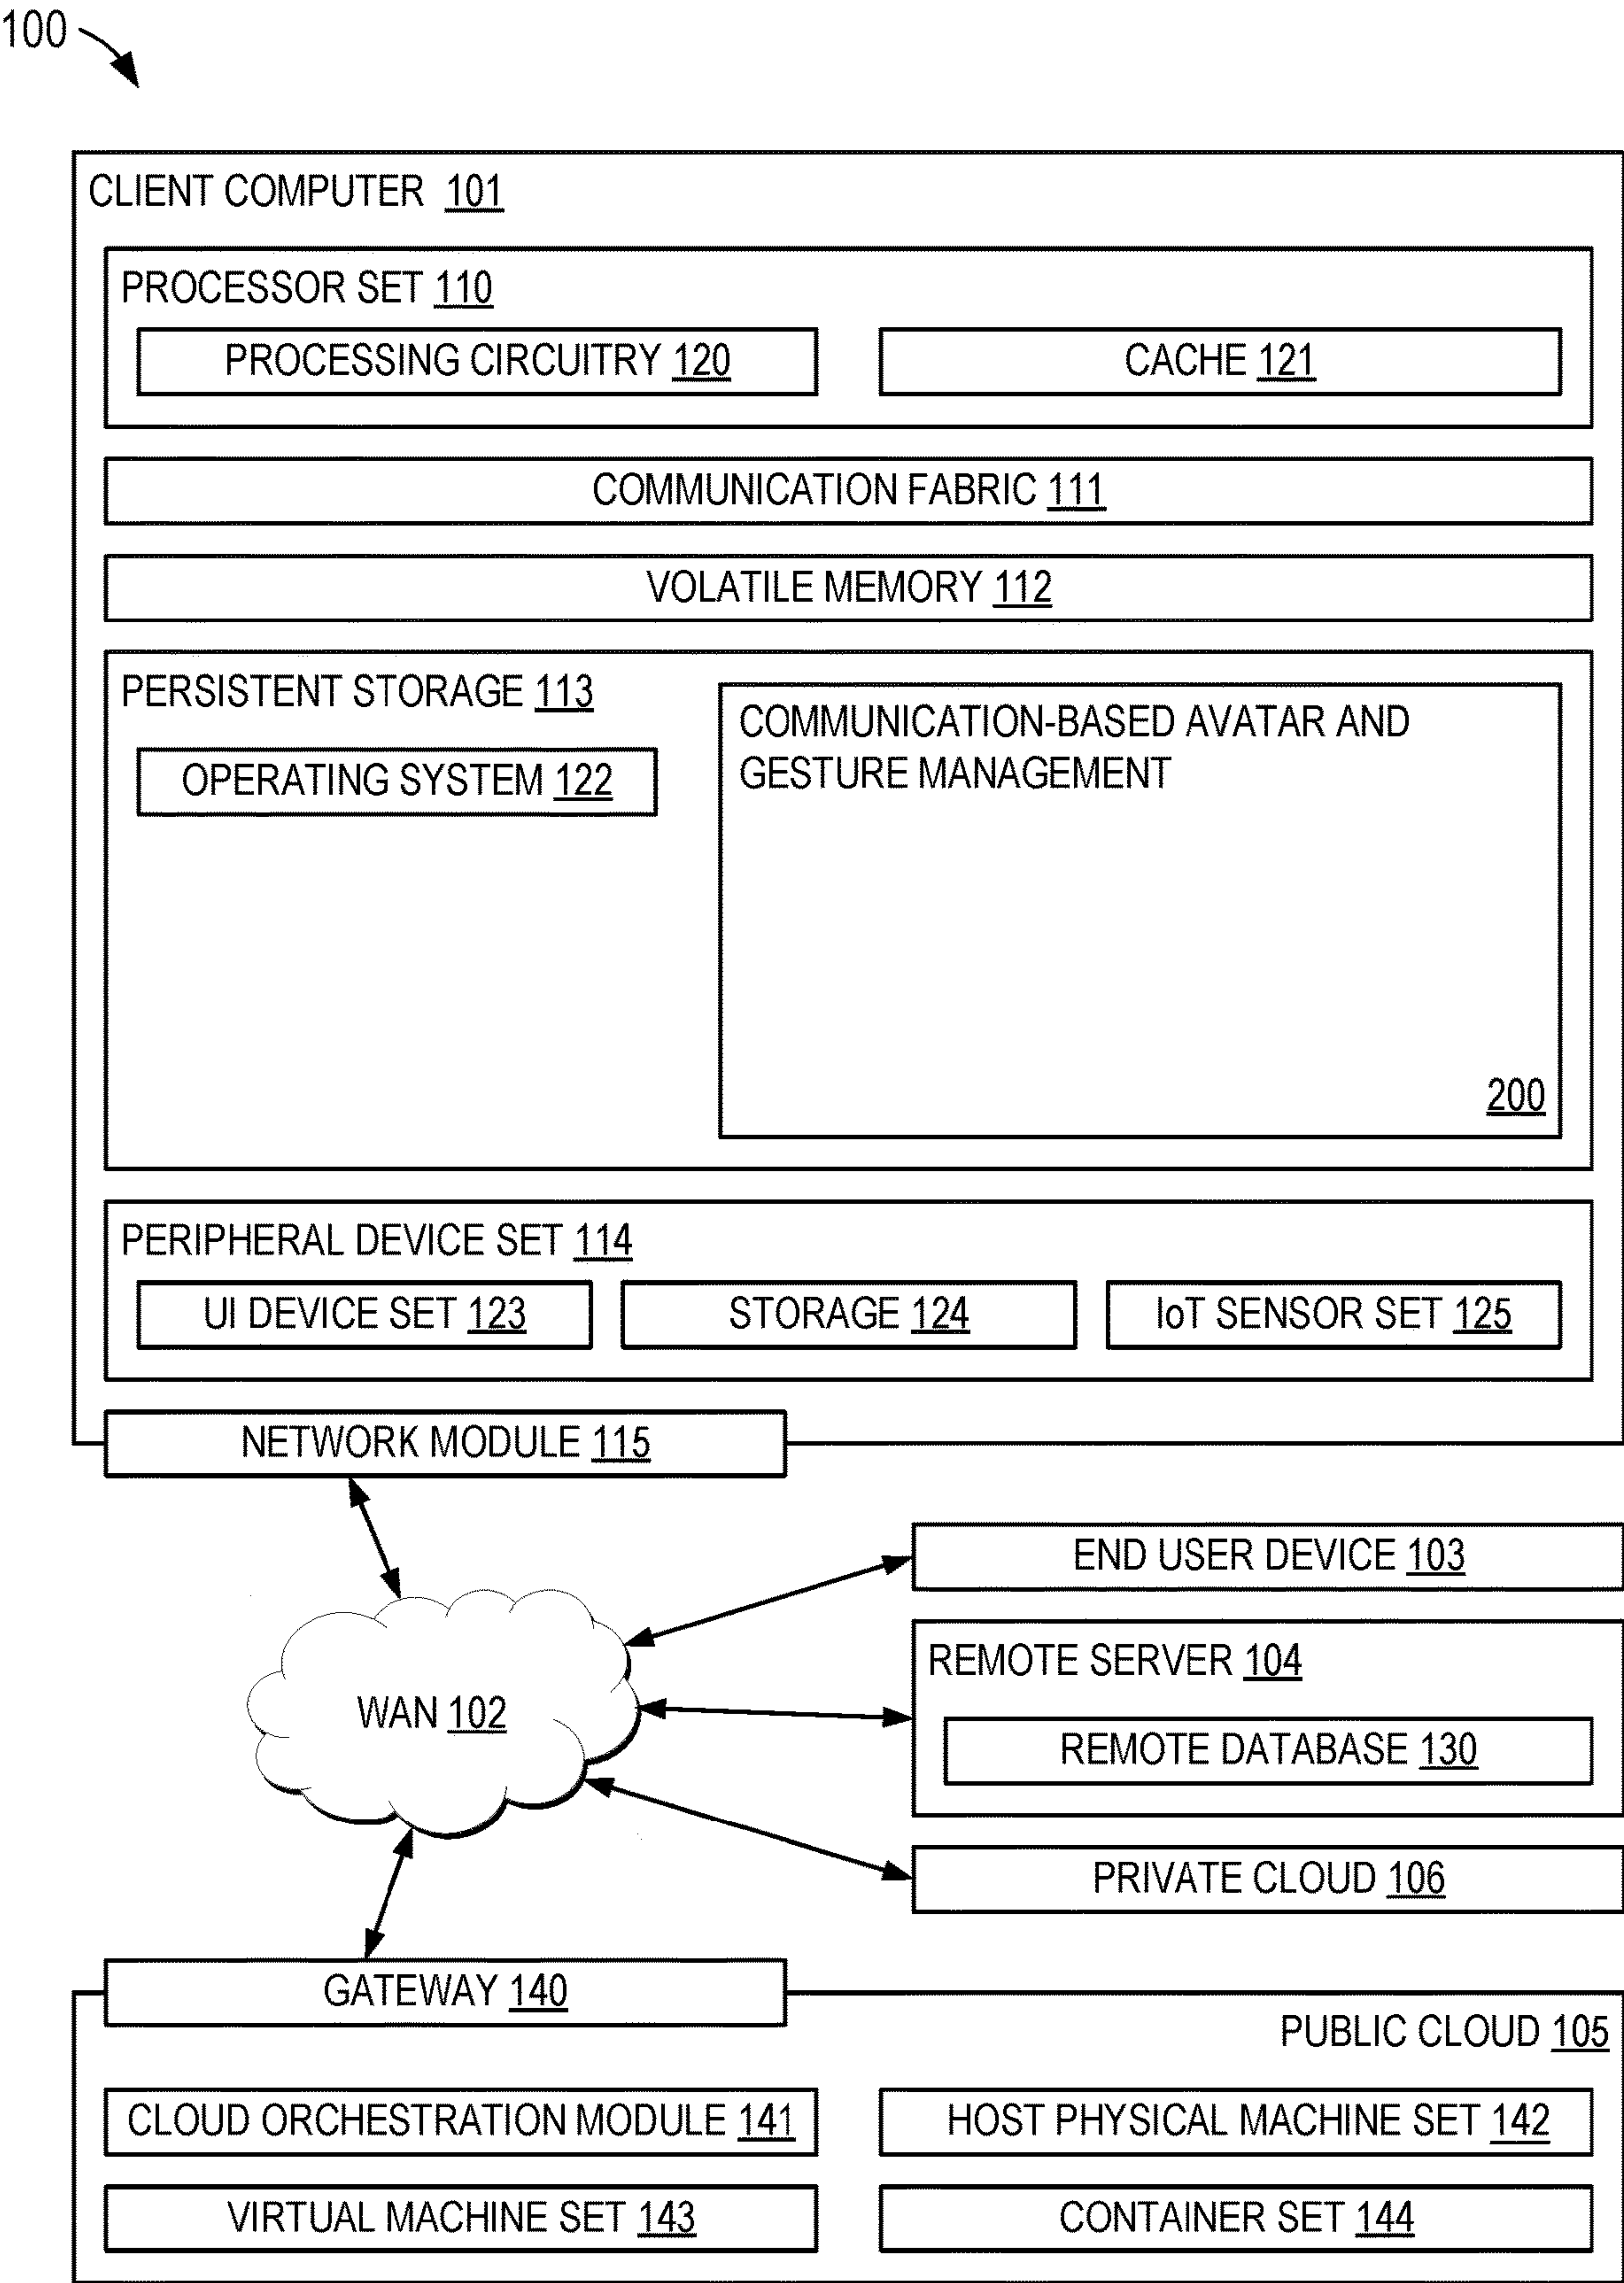 100
CLIENT COMPUTER 101
PROCESSOR SET 110
PROCESSING CIRCUITRY 120
CACHE 121
COMMUNICATION FABRIC 111
VOLATILE MEMORY 112
PERSISTENT STORAGE 113
OPERATING SYSTEM 122
COMMUNICATION-BASED AVATAR AND
GESTURE MANAGEMENT
200
PERIPHERAL DEVICE SET 114
UI DEVICE SET 123
STORAGE 124
IoT SENSOR SET 125
NETWORK MODULE 115
END USER DEVICE 103
REMOTE SERVER 104
WAN 102
REMOTE DATABASE 130
PRIVATE CLOUD 106
GATEWAY 140
PUBLIC CLOUD 105
CLOUD ORCHESTRATION MODULE 141
HOST PHYSICAL MACHINE SET 142
VIRTUAL MACHINE SET 143
CONTAINER SET 144